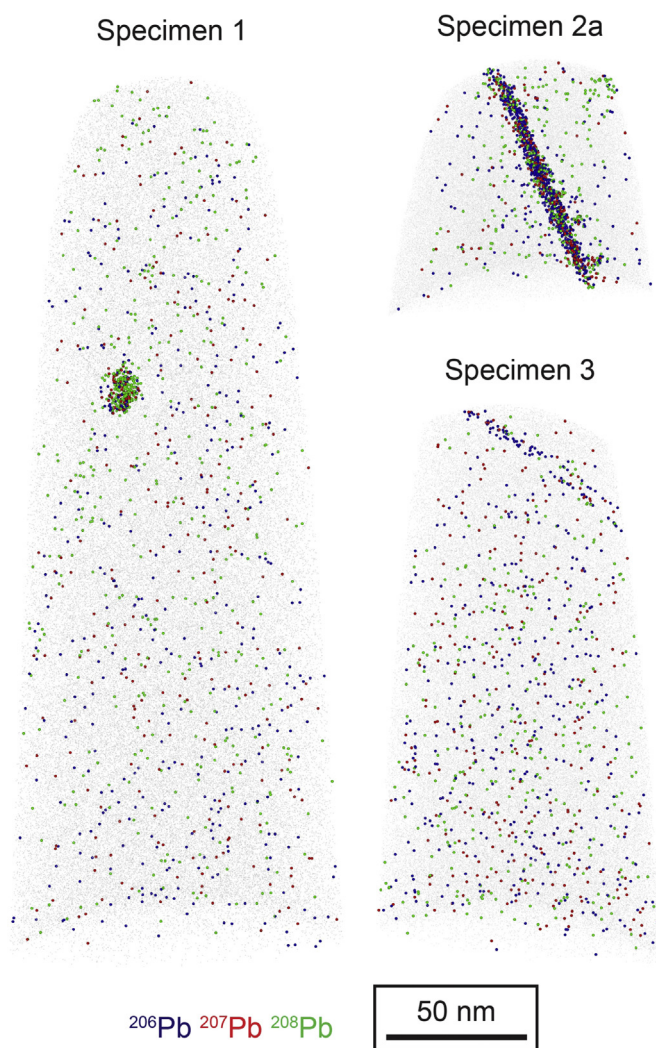 Specimen 1
Specimen 2a
Specimen 3
²⁰⁶Pb ²⁰⁷Pb ²⁰⁸Pb
50 nm